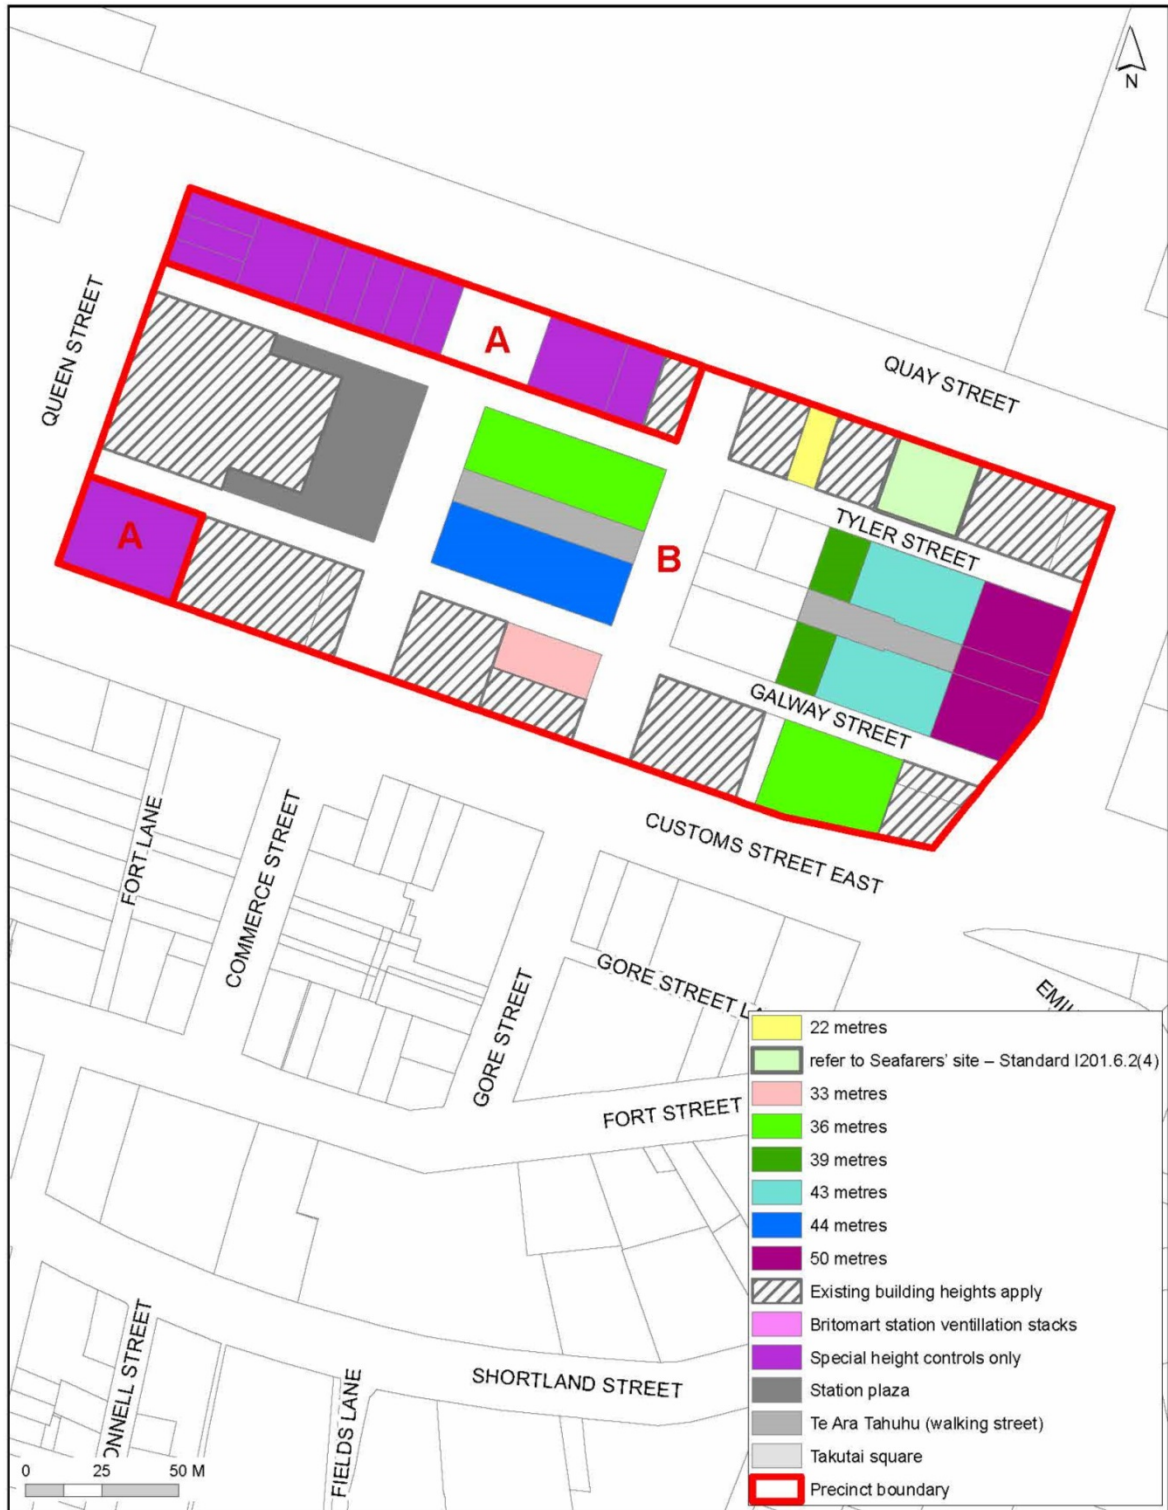 N
QUEEN STREET
A
QUAY STREET
TYLER STREET
A
B
GALWAY STREET
CUSTOMS STREET EAST
FORT LANE
COMMERCE STREET
GORE STREET
GORE STREET L
EMI
FORT STREET
SHORTLAND STREET
ONNELL STREET
FIELDS LANE
0 25 50 M
22 metres
refer to Seafarers' site – Standard I201.6.2(4)
33 metres
36 metres
39 metres
43 metres
44 metres
50 metres
Existing building heights apply
Britomart station ventillation stacks
Special height controls only
Station plaza
Te Ara Tahuhu (walking street)
Takutai square
Precinct boundary